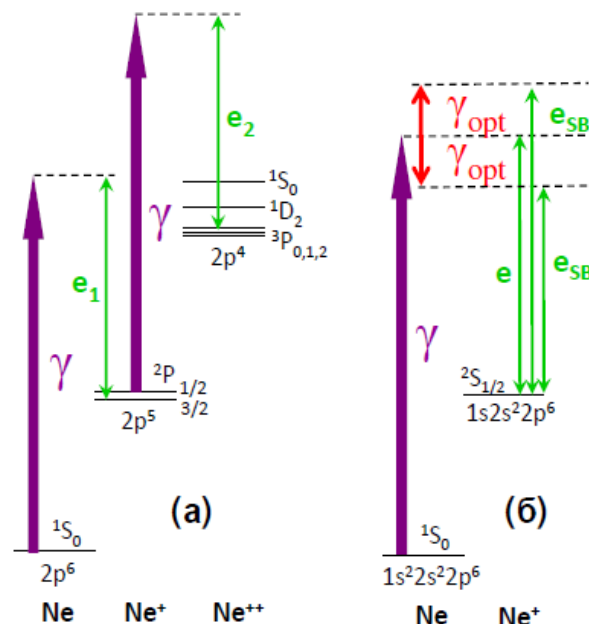 e₂
¹S₀
γ
¹D₂
³P₀,₁,₂
2p⁴
e₁
γ
²P
1/2
3/2
2p⁵
(а)
¹S₀
2p⁶
Ne Ne⁺ Ne⁺⁺
γopt
eSB
γopt
e
eSB
γ
²S₁/₂
1s2s²2p⁶
(б)
¹S₀
1s²2s²2p⁶
Ne Ne⁺